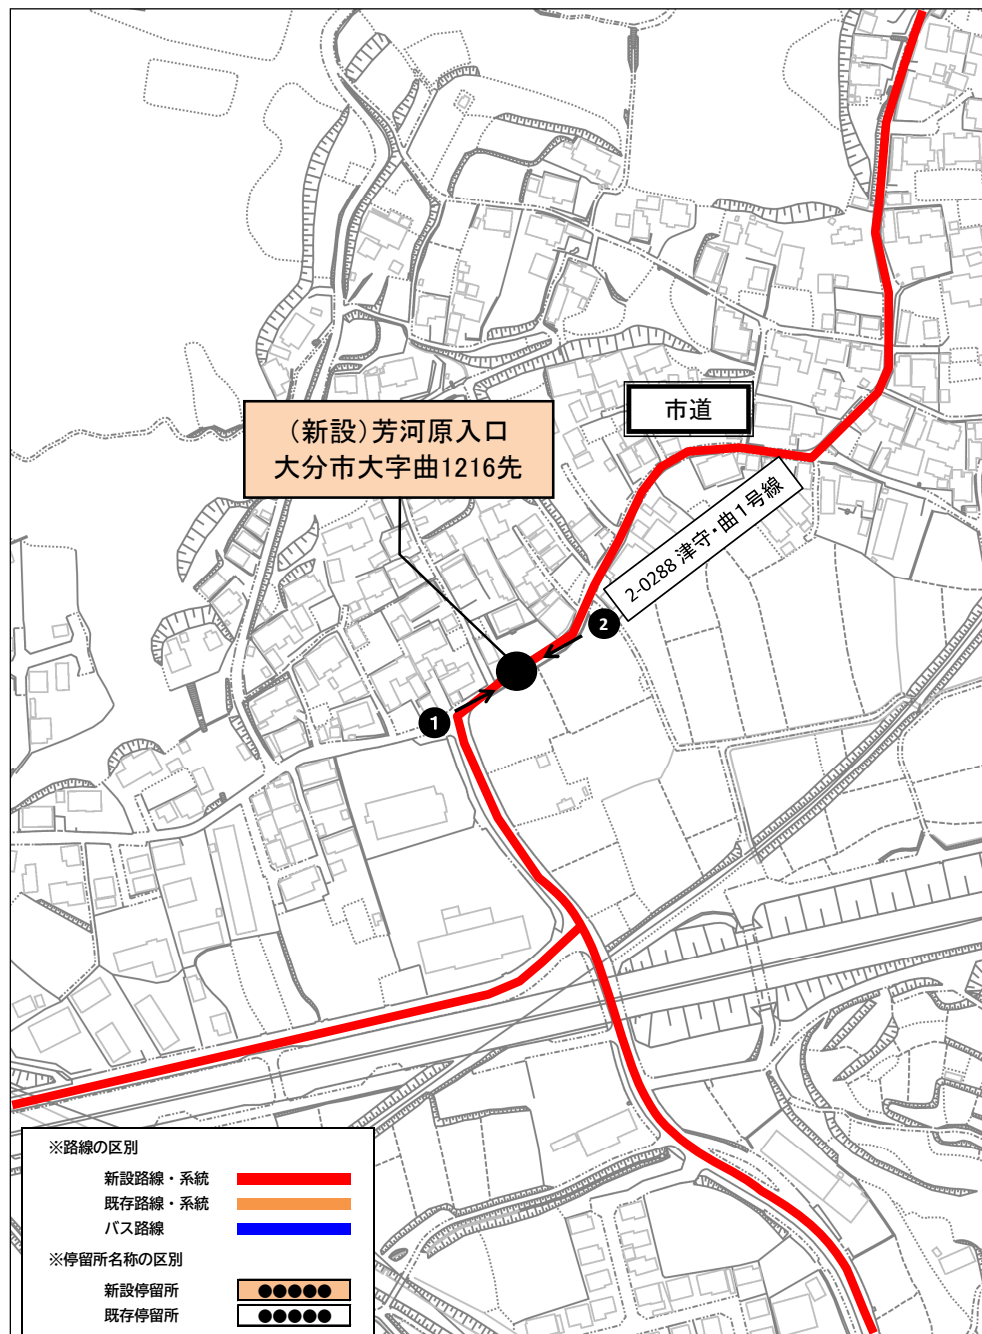 (新設)芳河原入口
大分市大字曲1216先
市道
2-0288 津守・曲1号線
2
1
※路線の区別
新設路線・系統
既存路線・系統
バス路線
※停留所名称の区別
新設停留所
●●●●●
既存停留所
●●●●●